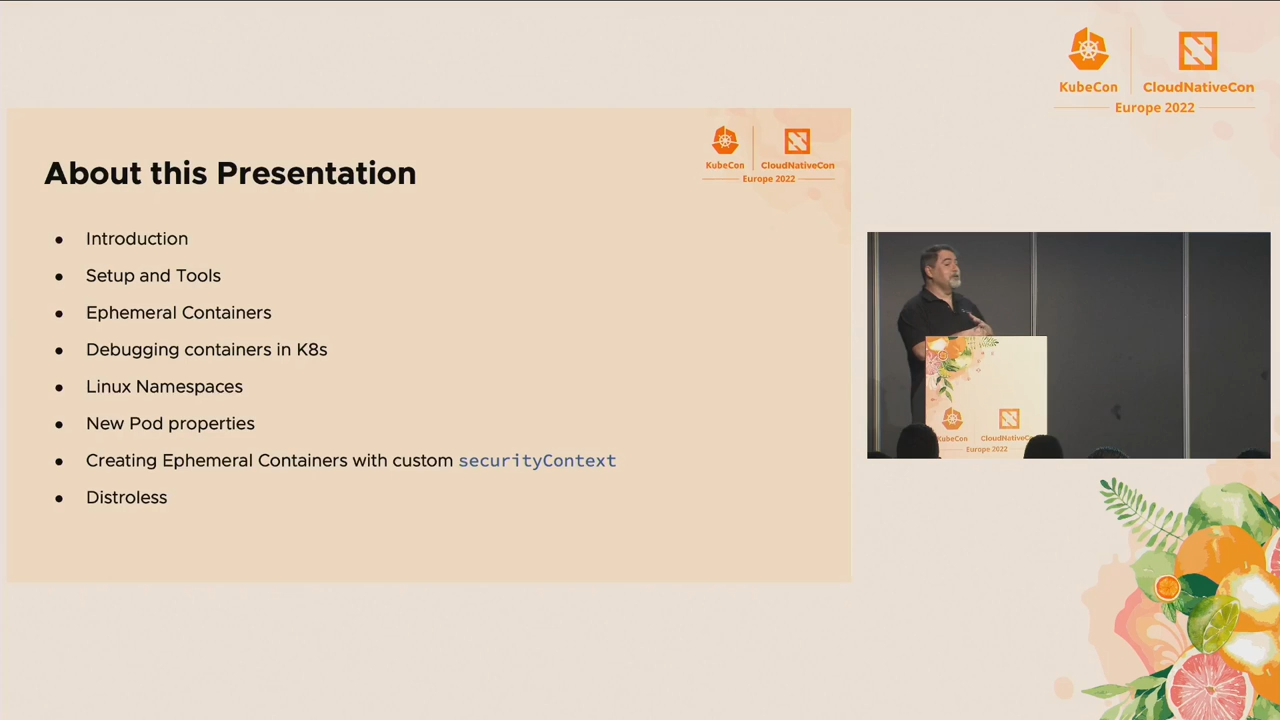 KubeCon
CloudNativeCon
Europe 2022
KubeCon
CloudNativeCon
Europe 2022
About this Presentation
• Introduction
• Setup and Tools
• Ephemeral Containers
• Debugging containers in K8s
• Linux Namespaces
• New Pod properties
• Creating Ephemeral Containers with custom securityContext
• Distroless
KubeCon
CloudNativeCon
Europe 2022